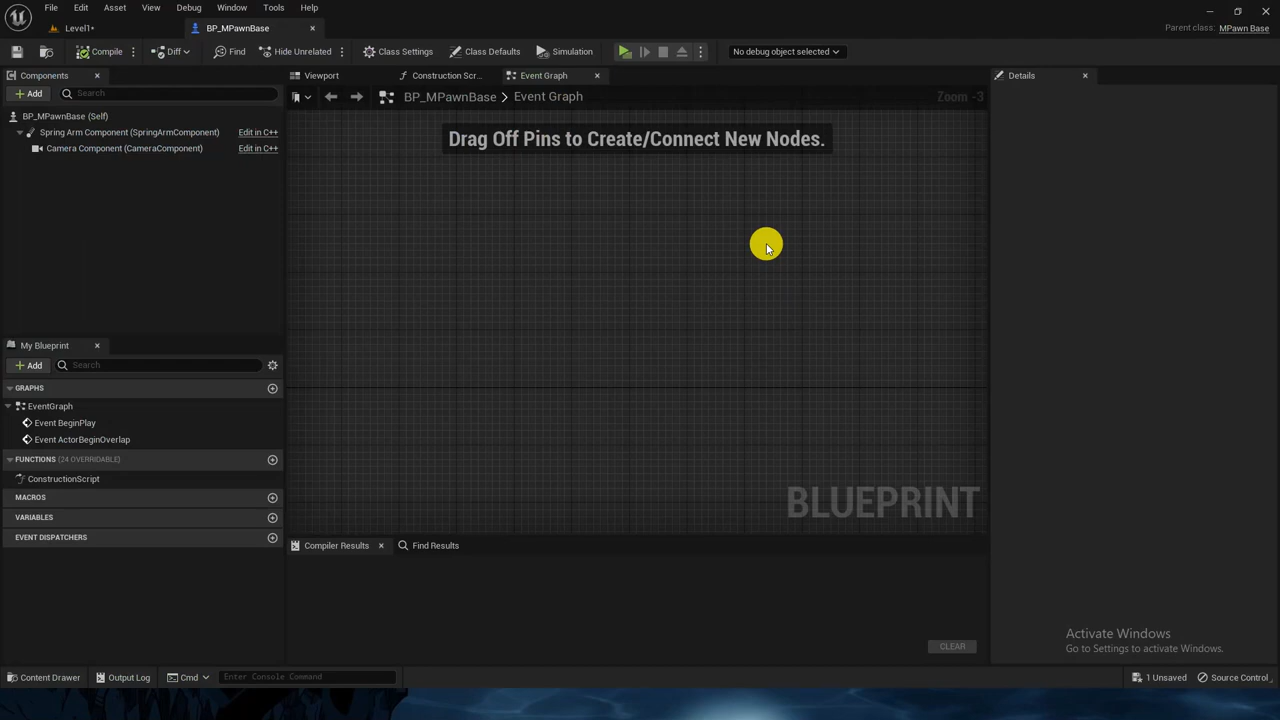 File Edit Asset View Debug Window Tools Help
Level1*
BP_MPawnBase
Parent class: MPawn Base
Compile
Diff
Find
Hide Unrelated
Class Settings
Class Defaults
Simulation
No debug object selected
Components
Viewport
Construction Scr...
Event Graph
Details
Add
Search
BP_MPawnBase > Event Graph
Zoom -3
BP_MPawnBase (Self)
Drag Off Pins to Create/Connect New Nodes.
Spring Arm Component (SpringArmComponent) Edit in C++
Camera Component (CameraComponent) Edit in C++
My Blueprint
Add
Search
GRAPHS
EventGraph
Event BeginPlay
Event ActorBeginOverlap
FUNCTIONS (24 OVERRIDABLE)
ConstructionScript
MACROS
VARIABLES
EVENT DISPATCHERS
BLUEPRINT
Compiler Results
Find Results
CLEAR
Activate Windows
Go to Settings to activate Windows.
Content Drawer
Output Log
Cmd
Enter Console Command
1 Unsaved
Source Control